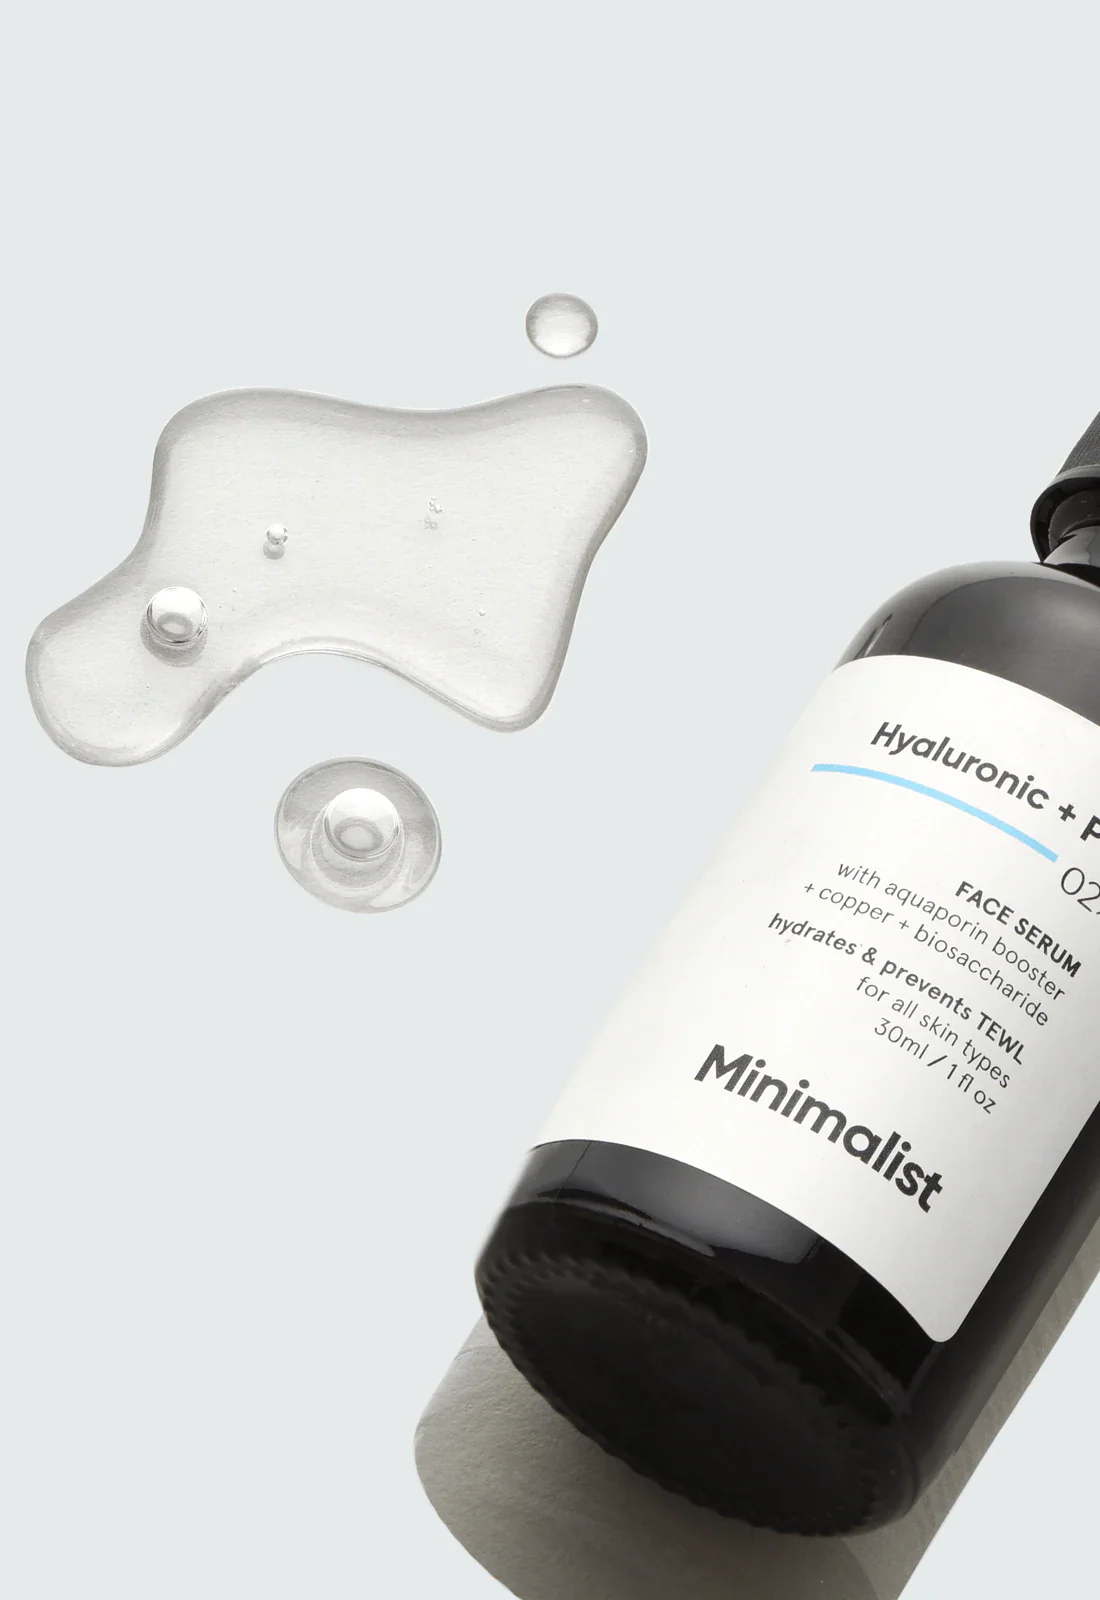 Hyaluronic + P
02
FACE SERUM
with aquaporin booster
+ copper + biosaccharide
hydrates & prevents TEWL
for all skin types
30ml / 1 fl oz
Minimalist